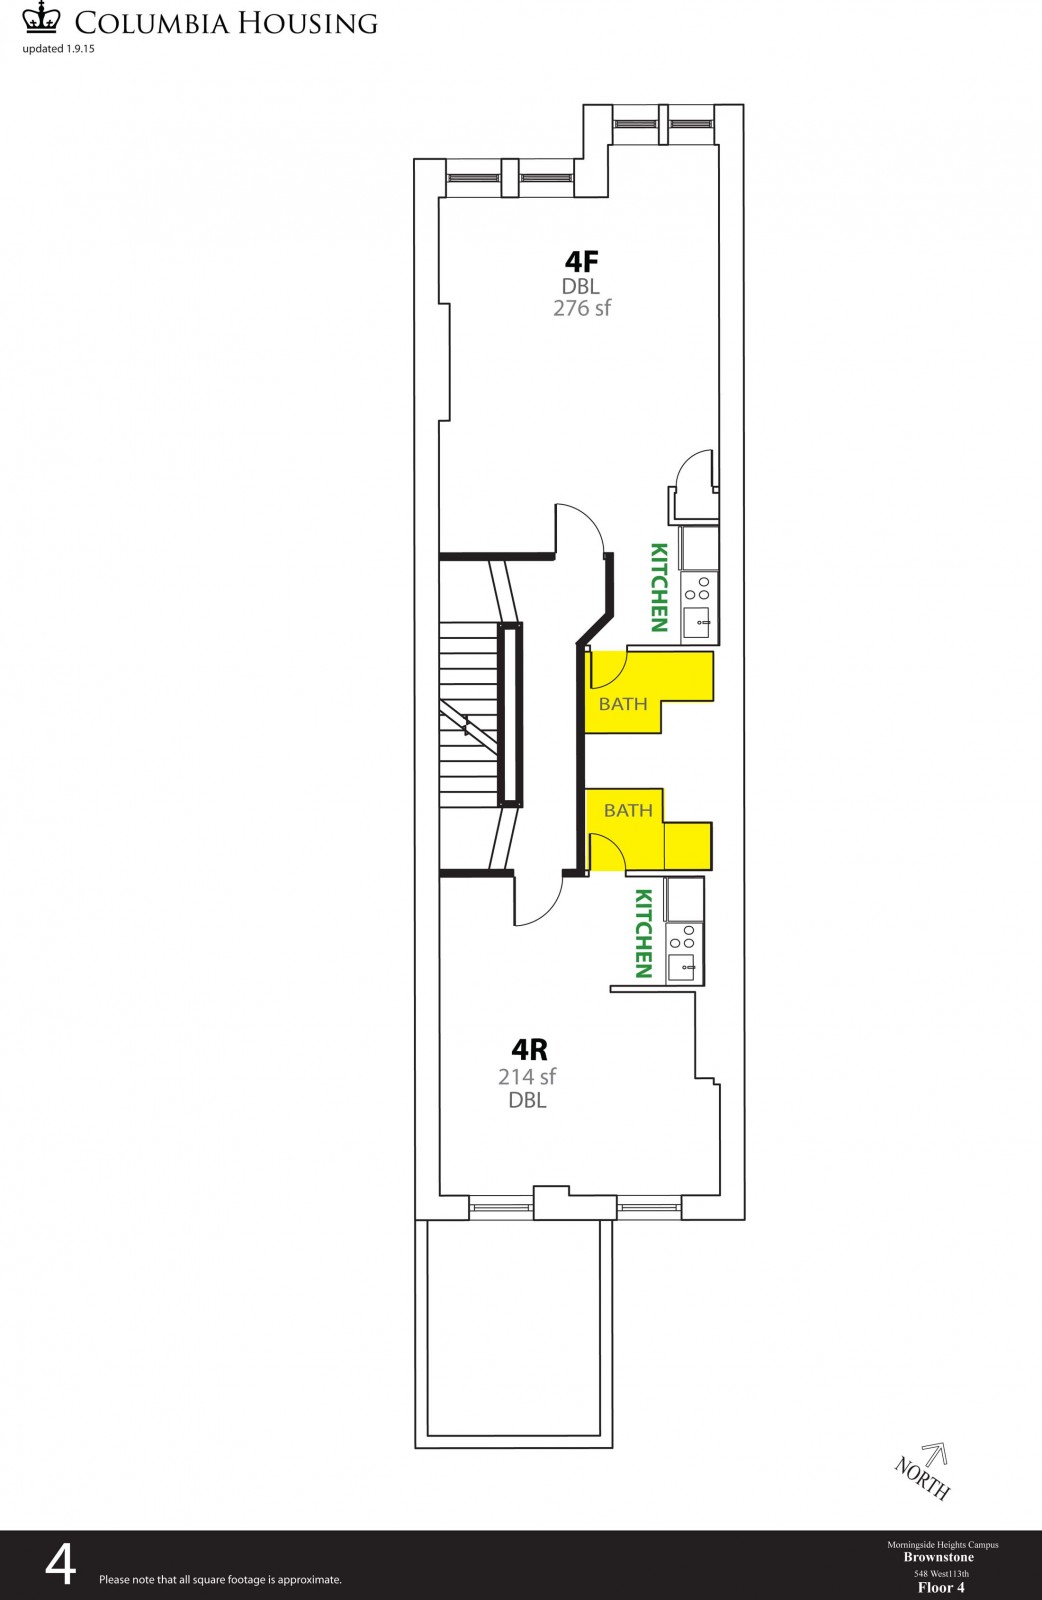 COLUMBIA HOUSING
updated 1.9.15
4F
DBL
276 sf
KITCHEN
BATH
BATH
KITCHEN
4R
214 sf
DBL
NORTH
4
Please note that all square footage is approximate.
Morningside Heights Campus
Brownstone
548 West113th
Floor 4